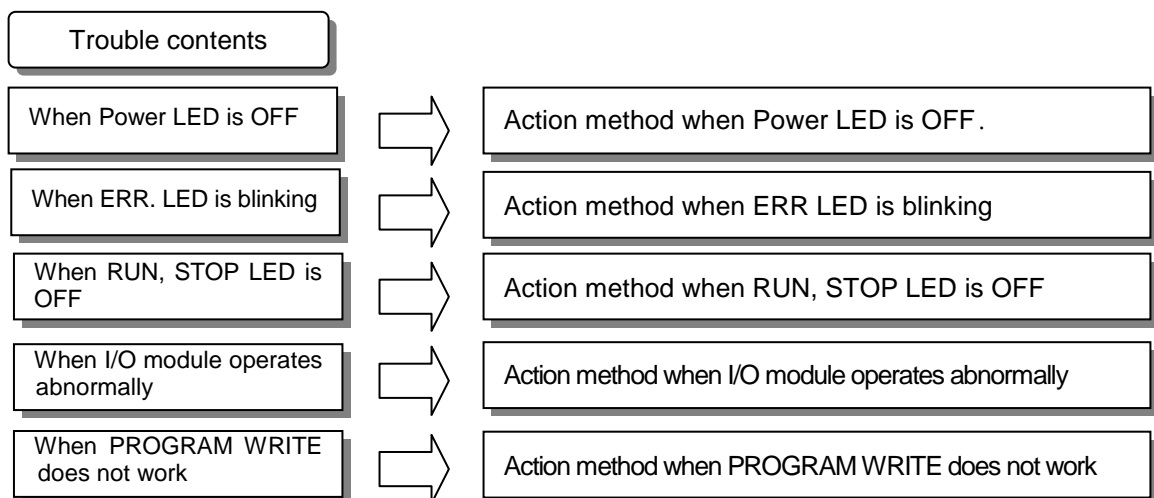 Trouble contents
When Power LED is OFF
Action method when Power LED is OFF.
When ERR. LED is blinking
Action method when ERR LED is blinking
When RUN, STOP LED is
OFF
Action method when RUN, STOP LED is OFF
When I/O module operates
abnormally
Action method when I/O module operates abnormally
When PROGRAM WRITE
does not work
Action method when PROGRAM WRITE does not work